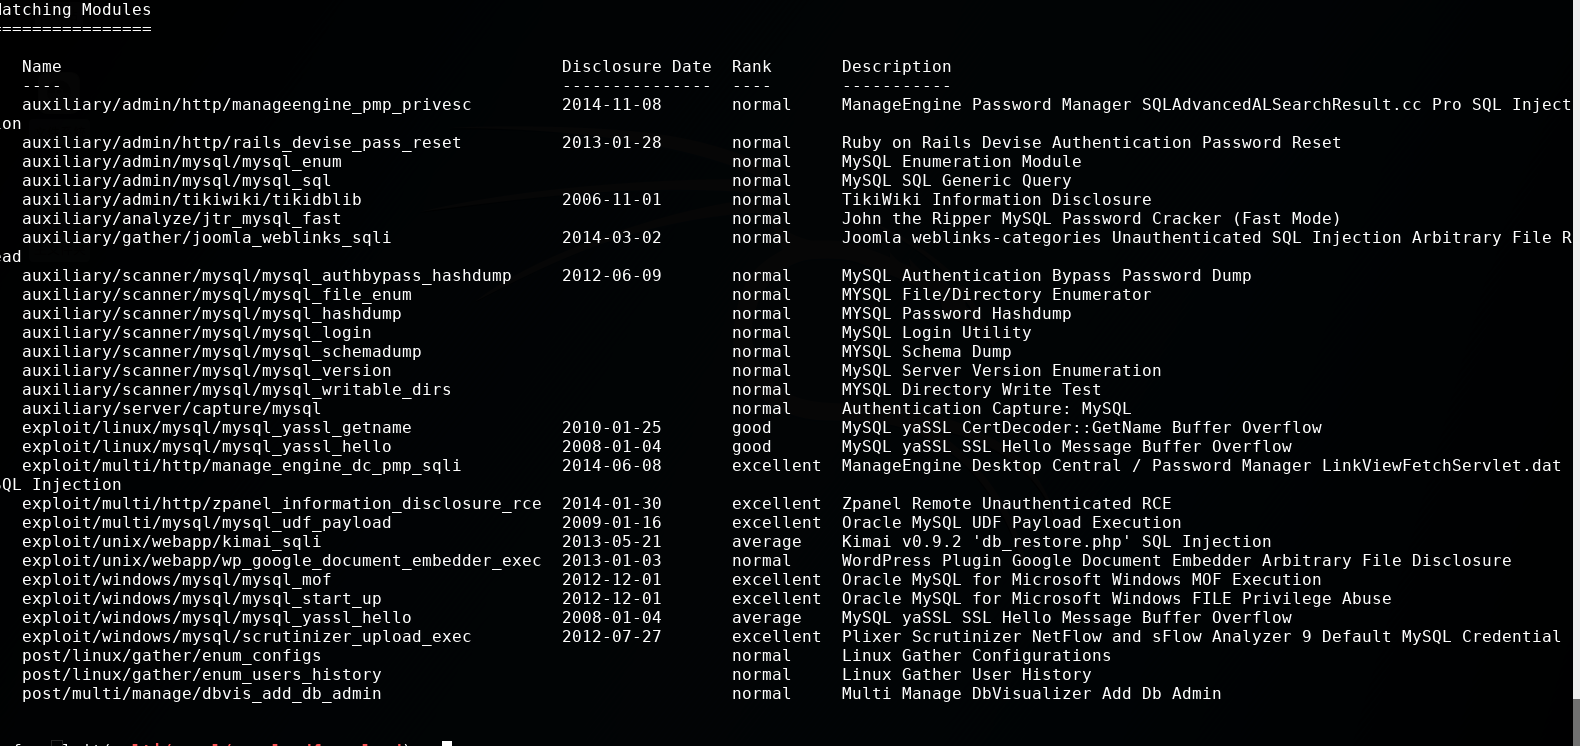 Matching Modules
================
Name Disclosure Date Rank Description
---- --------------- ---- -----------
auxiliary/admin/http/manageengine_pmp_privesc 2014-11-08 normal ManageEngine Password Manager SQLAdvancedALSearchResult.cc Pro SQL Inject
ion
auxiliary/admin/http/rails_devise_pass_reset 2013-01-28 normal Ruby on Rails Devise Authentication Password Reset
auxiliary/admin/mysql/mysql_enum normal MySQL Enumeration Module
auxiliary/admin/mysql/mysql_sql normal MySQL SQL Generic Query
auxiliary/admin/tikiwiki/tikidblib 2006-11-01 normal TikiWiki Information Disclosure
auxiliary/analyze/jtr_mysql_fast normal John the Ripper MySQL Password Cracker (Fast Mode)
auxiliary/gather/joomla_weblinks_sqli 2014-03-02 normal Joomla weblinks-categories Unauthenticated SQL Injection Arbitrary File R
ead
auxiliary/scanner/mysql/mysql_authbypass_hashdump 2012-06-09 normal MySQL Authentication Bypass Password Dump
auxiliary/scanner/mysql/mysql_file_enum normal MYSQL File/Directory Enumerator
auxiliary/scanner/mysql/mysql_hashdump normal MYSQL Password Hashdump
auxiliary/scanner/mysql/mysql_login normal MySQL Login Utility
auxiliary/scanner/mysql/mysql_schemadump normal MYSQL Schema Dump
auxiliary/scanner/mysql/mysql_version normal MySQL Server Version Enumeration
auxiliary/scanner/mysql/mysql_writable_dirs normal MYSQL Directory Write Test
auxiliary/server/capture/mysql normal Authentication Capture: MySQL
exploit/linux/mysql/mysql_yassl_getname 2010-01-25 good MySQL yaSSL CertDecoder::GetName Buffer Overflow
exploit/linux/mysql/mysql_yassl_hello 2008-01-04 good MySQL yaSSL SSL Hello Message Buffer Overflow
exploit/multi/http/manage_engine_dc_pmp_sqli 2014-06-08 excellent ManageEngine Desktop Central / Password Manager LinkViewFetchServlet.dat
SQL Injection
exploit/multi/http/zpanel_information_disclosure_rce 2014-01-30 excellent Zpanel Remote Unauthenticated RCE
exploit/multi/mysql/mysql_udf_payload 2009-01-16 excellent Oracle MySQL UDF Payload Execution
exploit/unix/webapp/kimai_sqli 2013-05-21 average Kimai v0.9.2 'db_restore.php' SQL Injection
exploit/unix/webapp/wp_google_document_embedder_exec 2013-01-03 normal WordPress Plugin Google Document Embedder Arbitrary File Disclosure
exploit/windows/mysql/mysql_mof 2012-12-01 excellent Oracle MySQL for Microsoft Windows MOF Execution
exploit/windows/mysql/mysql_start_up 2012-12-01 excellent Oracle MySQL for Microsoft Windows FILE Privilege Abuse
exploit/windows/mysql/mysql_yassl_hello 2008-01-04 average MySQL yaSSL SSL Hello Message Buffer Overflow
exploit/windows/mysql/scrutinizer_upload_exec 2012-07-27 excellent Plixer Scrutinizer NetFlow and sFlow Analyzer 9 Default MySQL Credential
post/linux/gather/enum_configs normal Linux Gather Configurations
post/linux/gather/enum_users_history normal Linux Gather User History
post/multi/manage/dbvis_add_db_admin normal Multi Manage DbVisualizer Add Db Admin